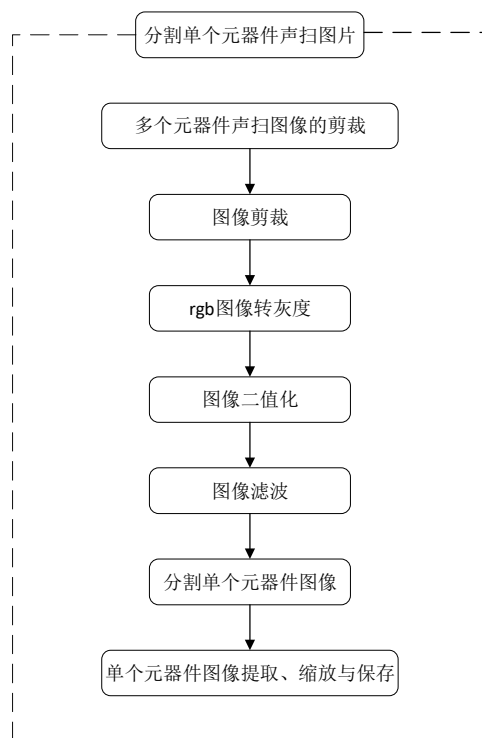 分割单个元器件声扫图片
多个元器件声扫图像的剪裁
图像剪裁
rgb图像转灰度
图像二值化
图像滤波
分割单个元器件图像
单个元器件图像提取、缩放与保存